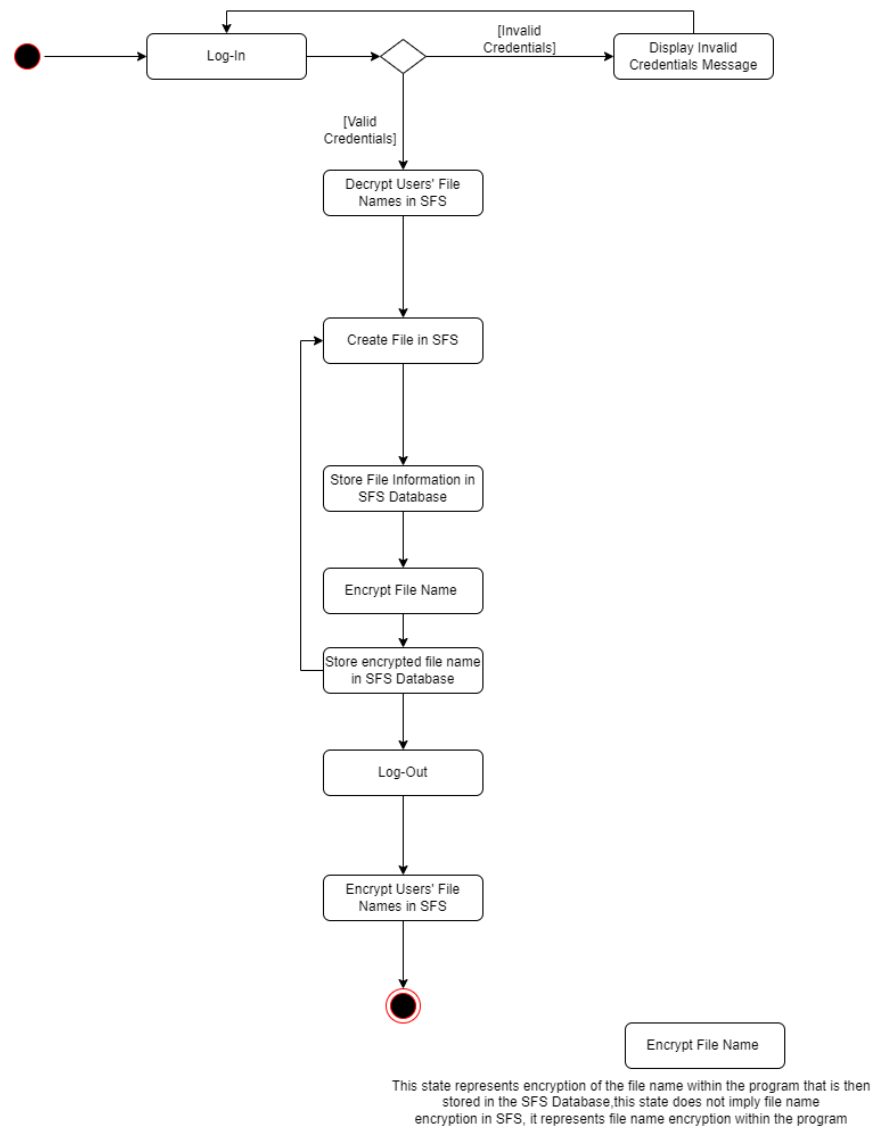 [Invalid
Credentials]
Log-In
Display Invalid
Credentials Message
[Valid
Credentials]
Decrypt Users' File
Names in SFS
Create File in SFS
Store File Information in
SFS Database
Encrypt File Name
Store encrypted file name
in SFS Database
Log-Out
Encrypt Users' File
Names in SFS
Encrypt File Name
This state represents encryption of the file name within the program that is then
stored in the SFS Database,this state does not imply file name
encryption in SFS, it represents file name encryption within the program